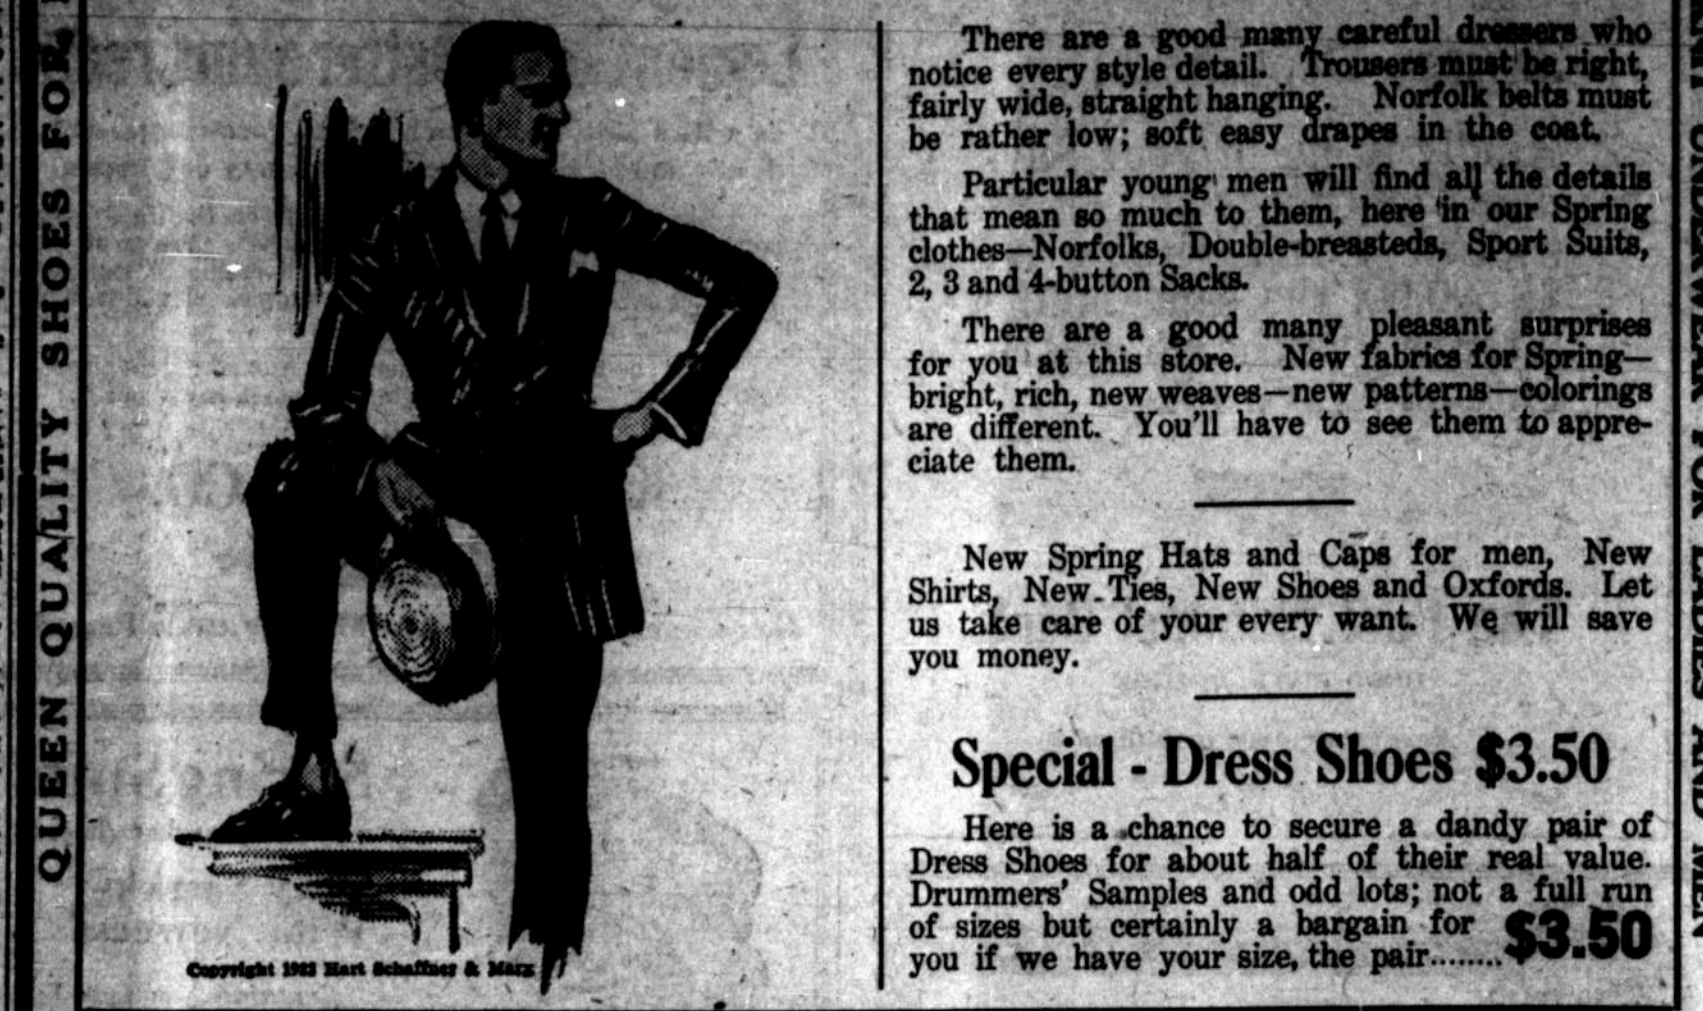 QUEEN QUALITY SHOES FOR
There are a good many careful dressers who
notice every style detail. Trousers must be right,
fairly wide, straight hanging. Norfolk belts must
be rather low; soft easy drapes in the coat.
Particular young men will find all the details
that mean so much to them, here in our Spring
clothes—Norfolks, Double-breasteds, Sport Suits,
2, 3 and 4-button Sacks.
There are a good many pleasant surprises
for you at this store. New fabrics for Spring—
bright, rich, new weaves—new patterns—colorings
are different. You'll have to see them to appre-
ciate them.
New Spring Hats and Caps for men, New
Shirts, New Ties, New Shoes and Oxfords. Let
us take care of your every want. We will save
you money.
Special - Dress Shoes $3.50
Here is a chance to secure a dandy pair of
Dress Shoes for about half of their real value.
Drummers' Samples and odd lots; not a full run
of sizes but certainly a bargain for
you if we have your size, the pair........$3.50
Copyright Hart Schaffner & Marx
UNDERWEAR FOR LADIES AND MEN